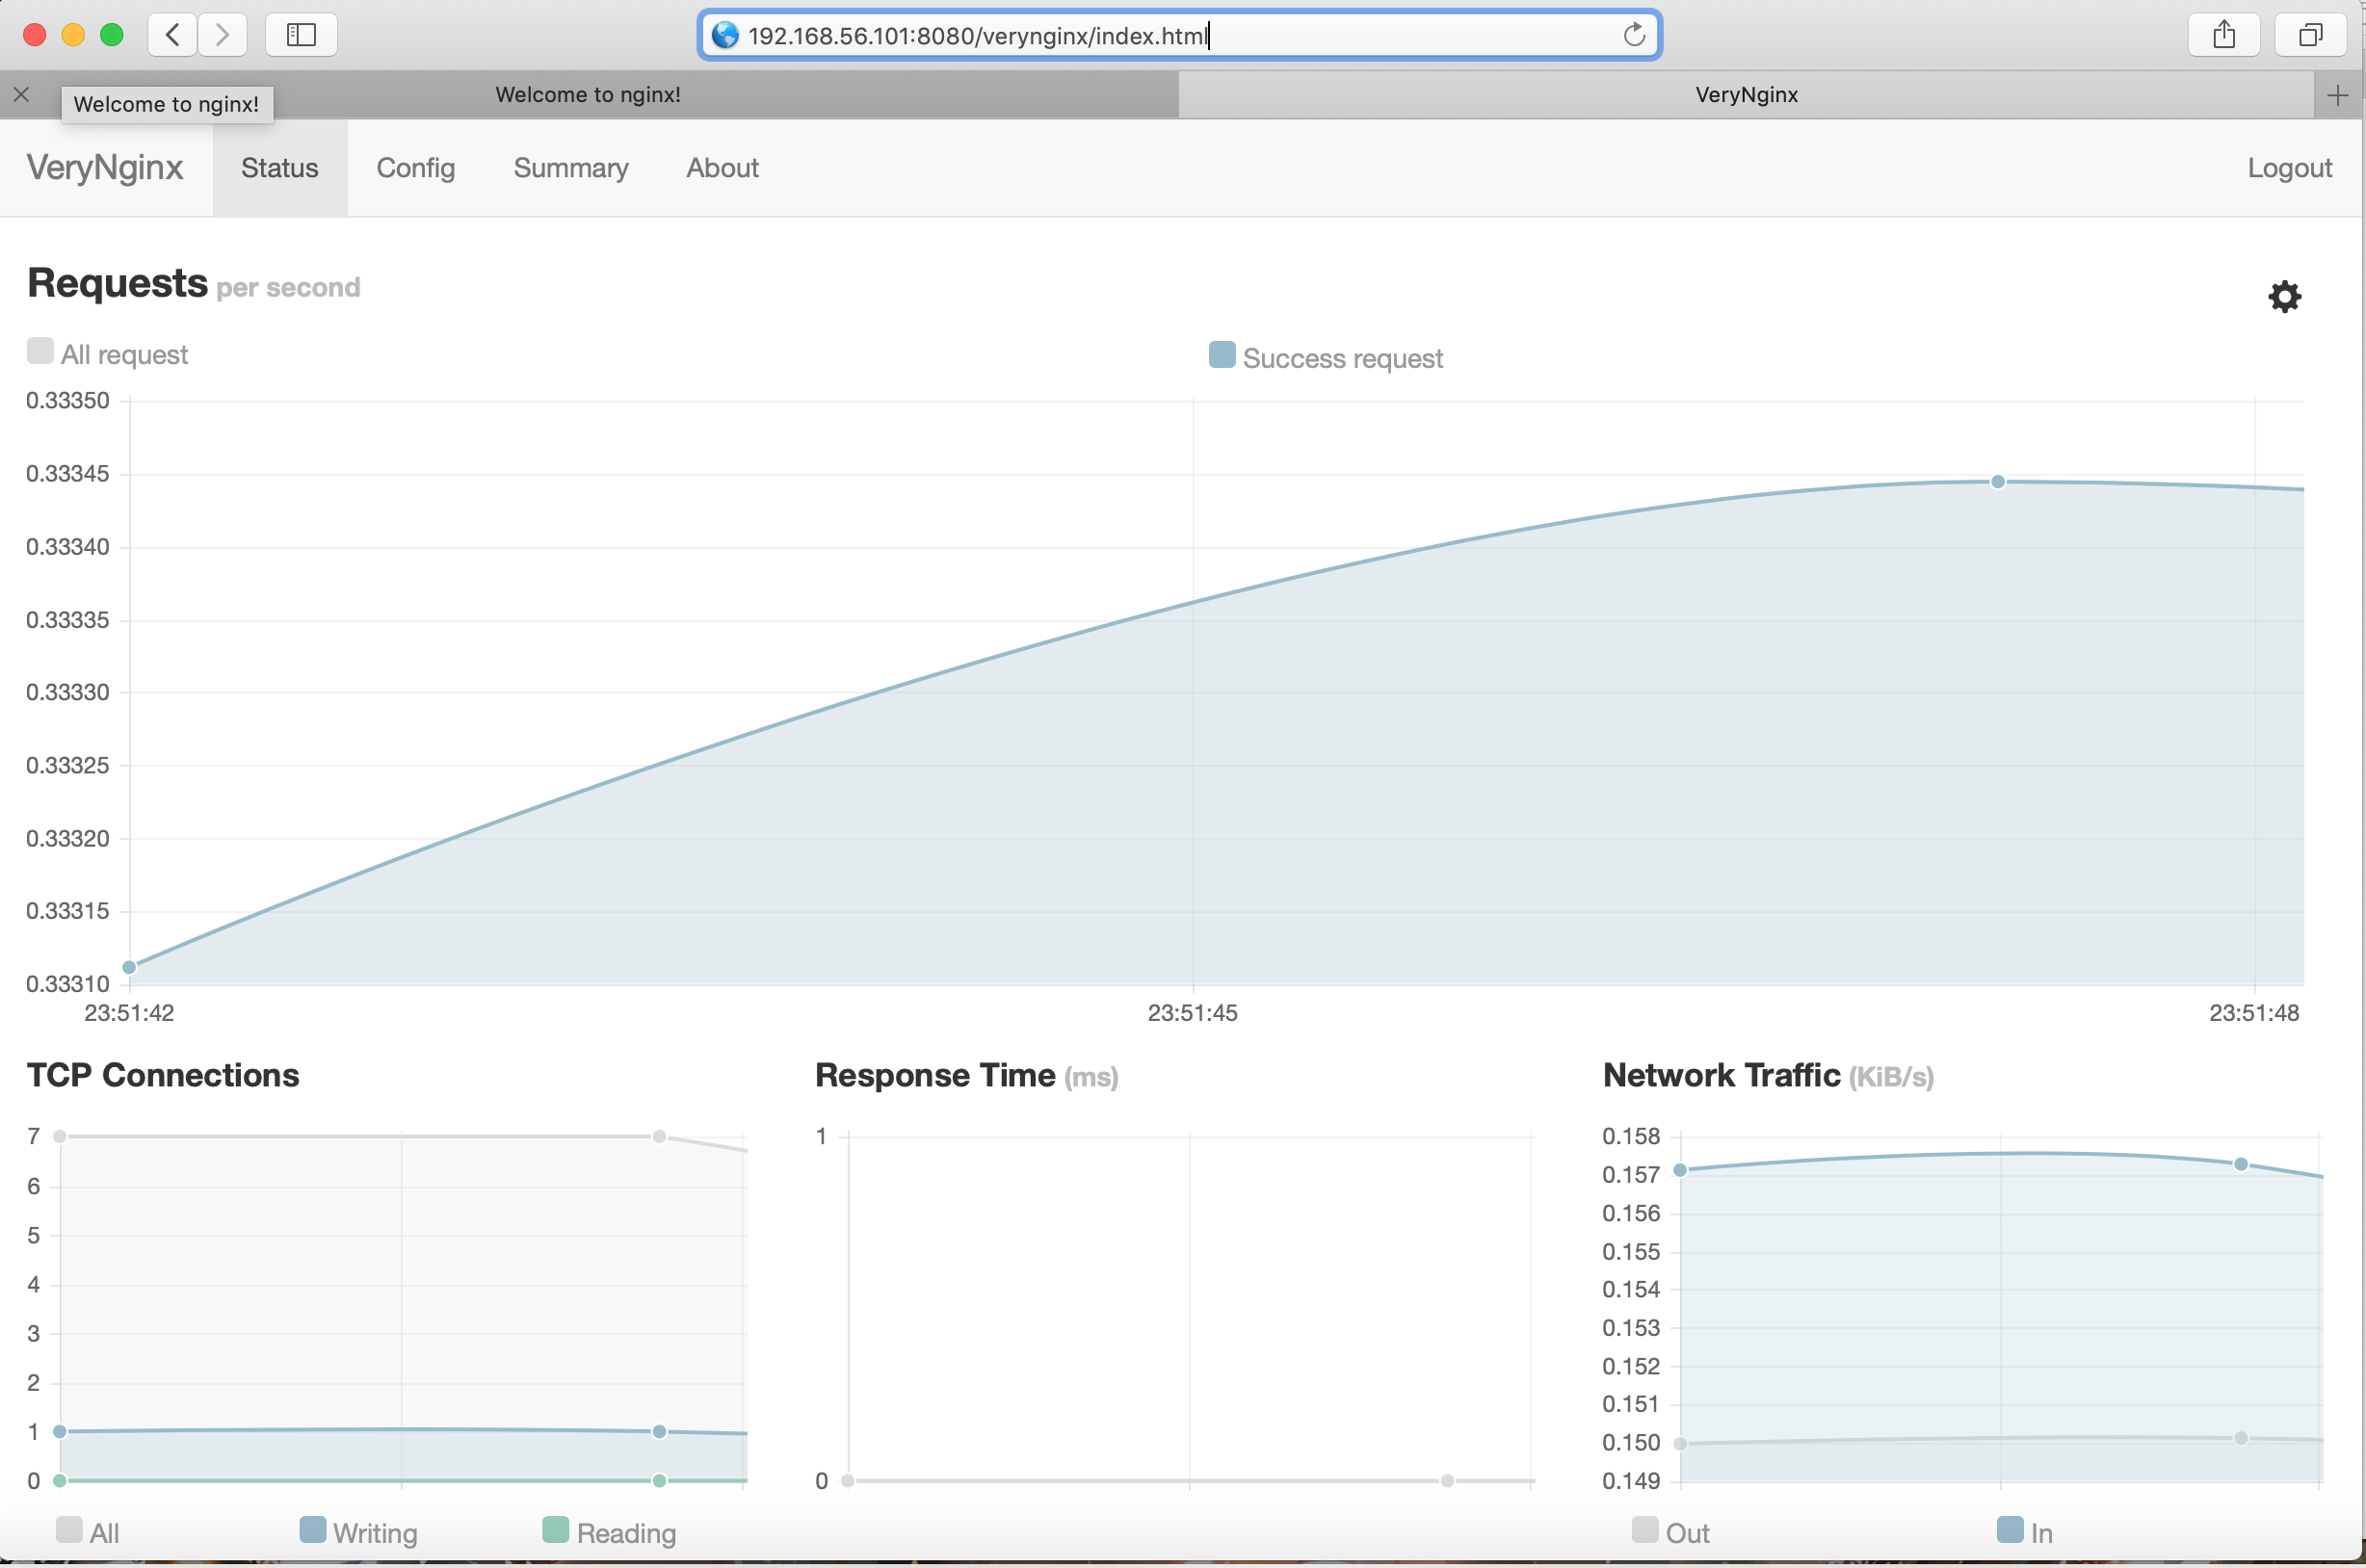 192.168.56.101:8080/verynginx/index.html
Welcome to nginx!
Welcome to nginx!
VeryNginx
VeryNginx Status Config Summary About Logout
Requests per second
All request Success request
0.33350
0.33345
0.33340
0.33335
0.33330
0.33325
0.33320
0.33315
0.33310
23:51:42 23:51:45 23:51:48
TCP Connections
7
6
5
4
3
2
1
0
All Writing Reading
Response Time (ms)
1
0
Network Traffic (KiB/s)
0.158
0.157
0.156
0.155
0.154
0.153
0.152
0.151
0.150
0.149
Out In